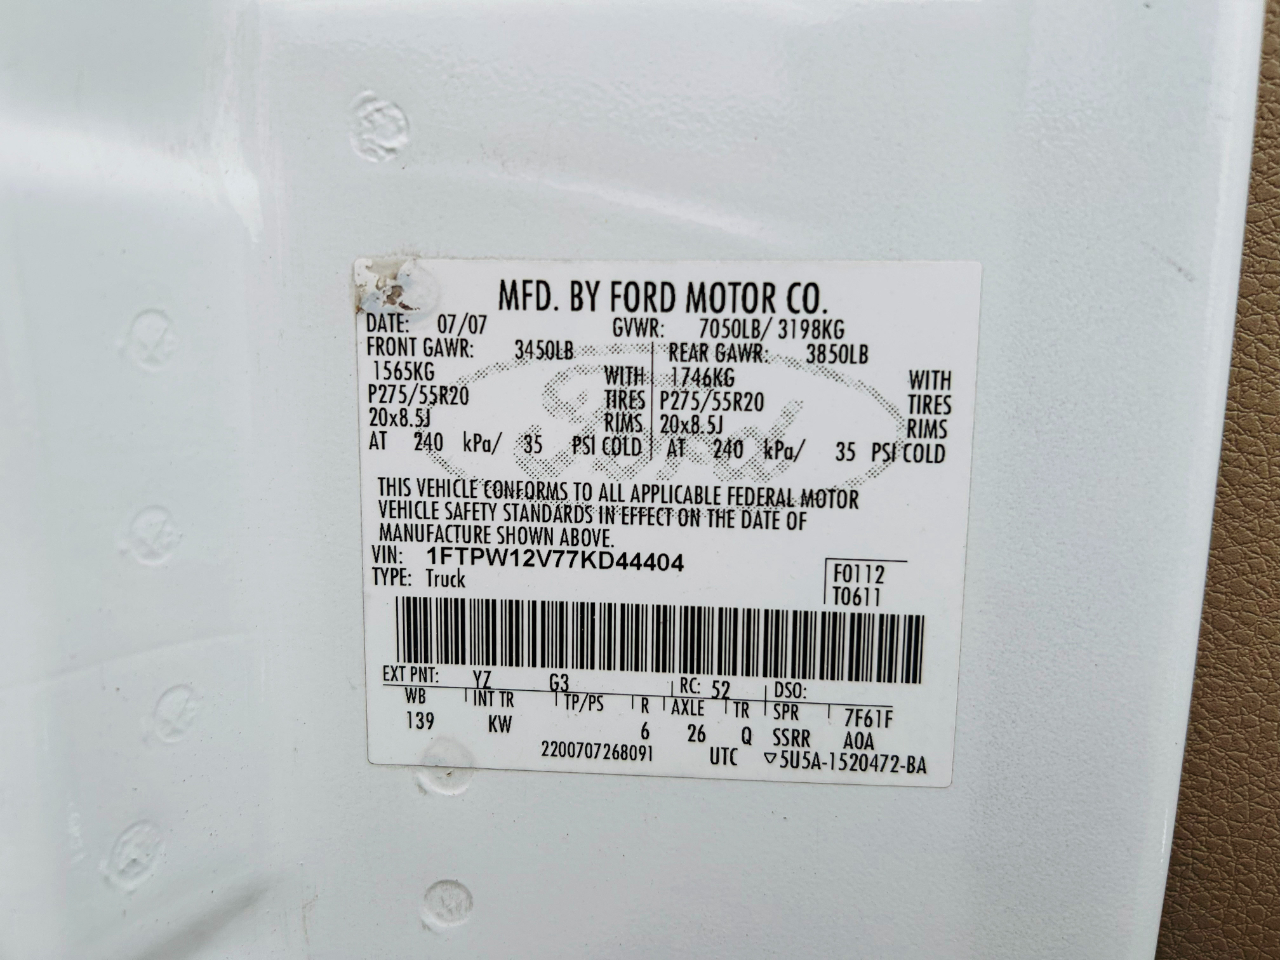 MFD. BY FORD MOTOR CO.
DATE: 07/07 GVWR: 7050LB/ 3198KG
FRONT GAWR: 3450LB REAR GAWR: 3850LB
1565KG WITH 1746KG WITH
P275/55R20 TIRES P275/55R20 TIRES
20x8.5J RIMS 20x8.5J RIMS
AT 240 kPa/ 35 PSI COLD AT 240 kPa/ 35 PSI COLD
Ford
THIS VEHICLE CONFORMS TO ALL APPLICABLE FEDERAL MOTOR
VEHICLE SAFETY STANDARDS IN EFFECT ON THE DATE OF
MANUFACTURE SHOWN ABOVE.
VIN: 1FTPW12V77KD44404
TYPE: Truck
F0112
T0611
EXT PNT: YZ G3 RC: 52 DSO:
WB INT TR TP/PS R AXLE TR SPR 7F61F
139 KW 6 26 Q SSRR A0A
2200707268091 UTC ▽5U5A-1520472-BA